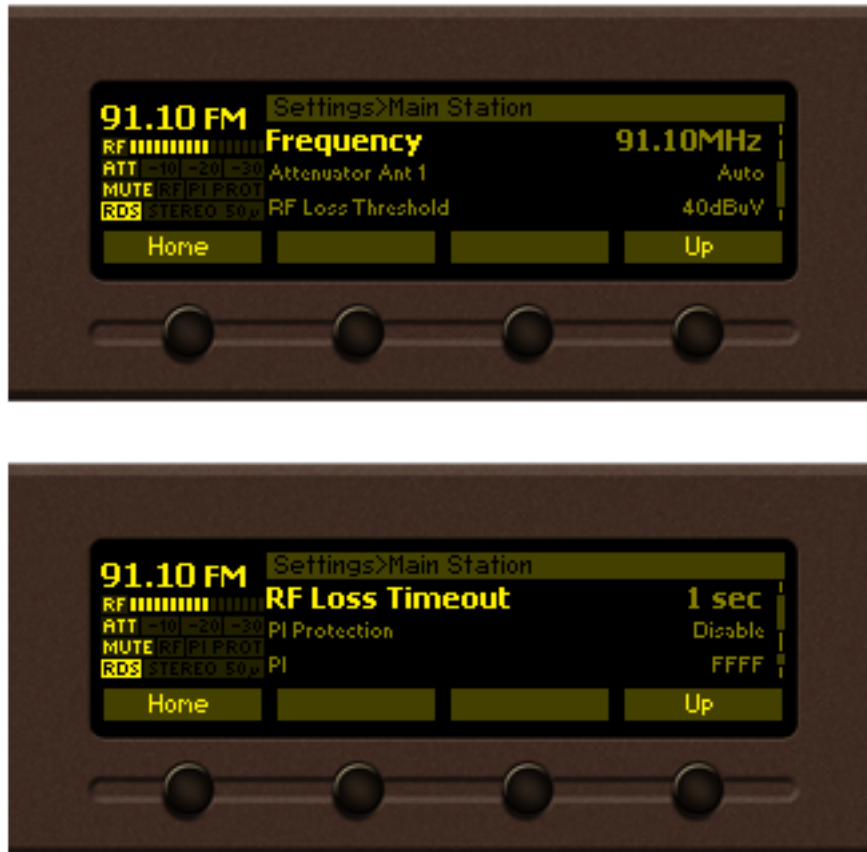 91.10 FM
Settings>Main Station
Frequency 91.10MHz
RF
ATT -10 -20 -30
Attenuator Ant 1 Auto
MUTE RF PI PROT
RDS STEREO 50µ
RF Loss Threshold 40dBuV
Home Up
91.10 FM
Settings>Main Station
RF Loss Timeout 1 sec
RF
ATT -10 -20 -30
PI Protection Disable
MUTE RF PI PROT
RDS STEREO 50µ
PI FFFF
Home Up